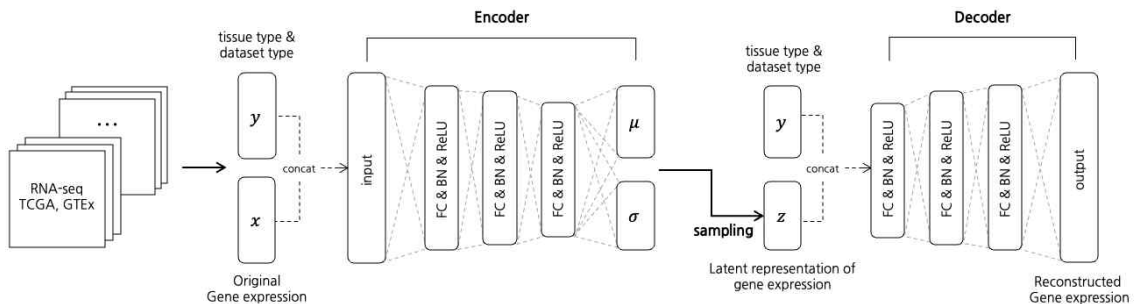 Encoder
Decoder
tissue type &
dataset type
tissue type &
dataset type
...
RNA-seq
TCGA, GTEx
y
x
concat
input
FC & BN & ReLU
FC & BN & ReLU
FC & BN & ReLU
μ
σ
sampling
y
z
concat
FC & BN & ReLU
FC & BN & ReLU
FC & BN & ReLU
output
Original
Gene expression
Latent representation of
gene expression
Reconstructed
Gene expression